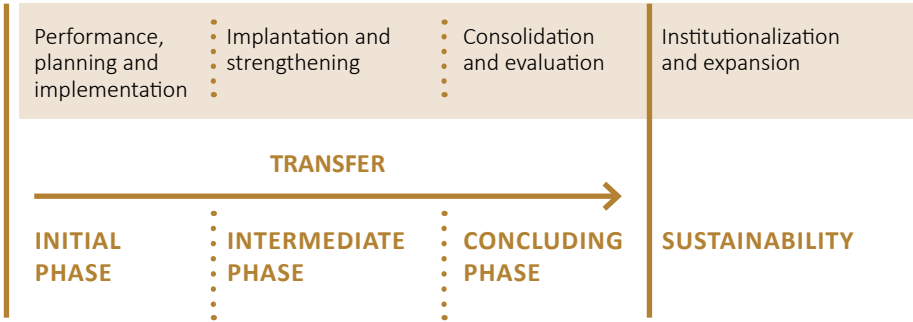 Performance,
planning and
implementation
Implantation and
strengthening
Consolidation
and evaluation
Institutionalization
and expansion
TRANSFER
INITIAL
PHASE
INTERMEDIATE
PHASE
CONCLUDING
PHASE
SUSTAINABILITY